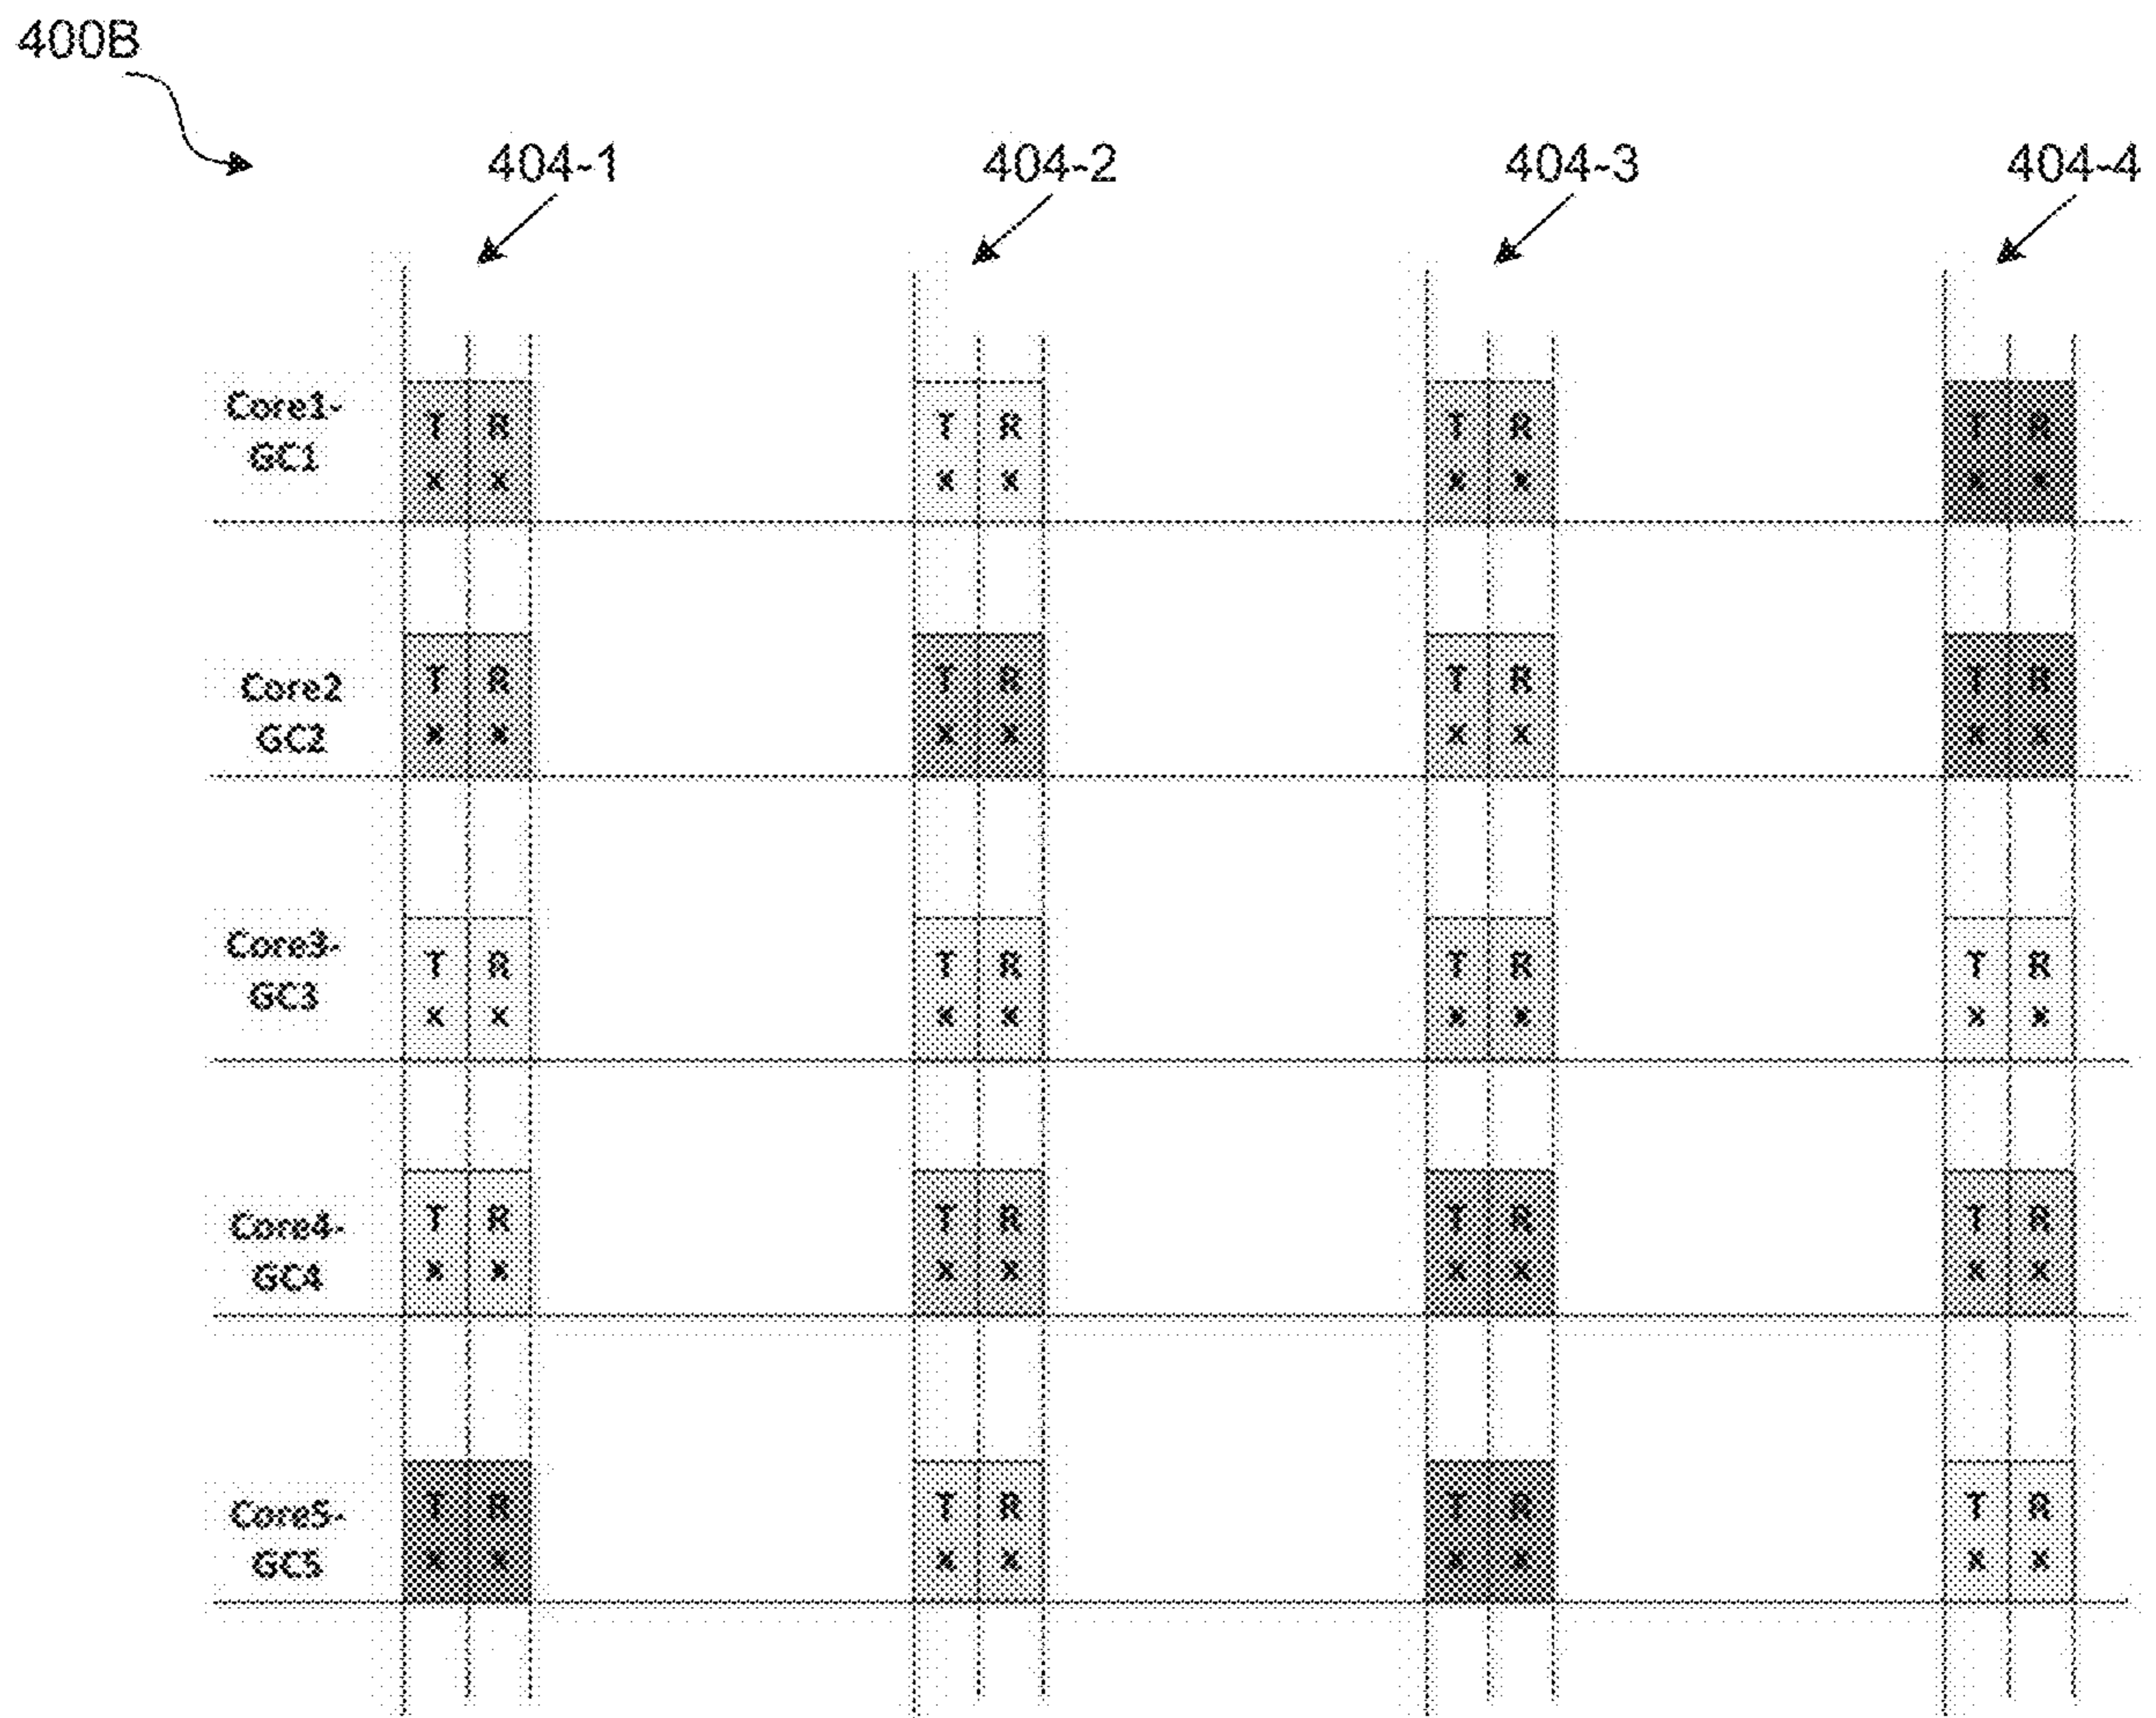 400B
404-1 404-2 404-3 404-4
Core1- T R T R T R T R
GC1 x x x x x x x x
Core2 T R T R T R T R
GC2 x x x x x x x x
Core3- T R T R T R T R
GC3 x x x x x x x x
Core4- T R T R T R T R
GC4 x x x x x x x x
Core5- T R T R T R T R
GC5 x x x x x x x x